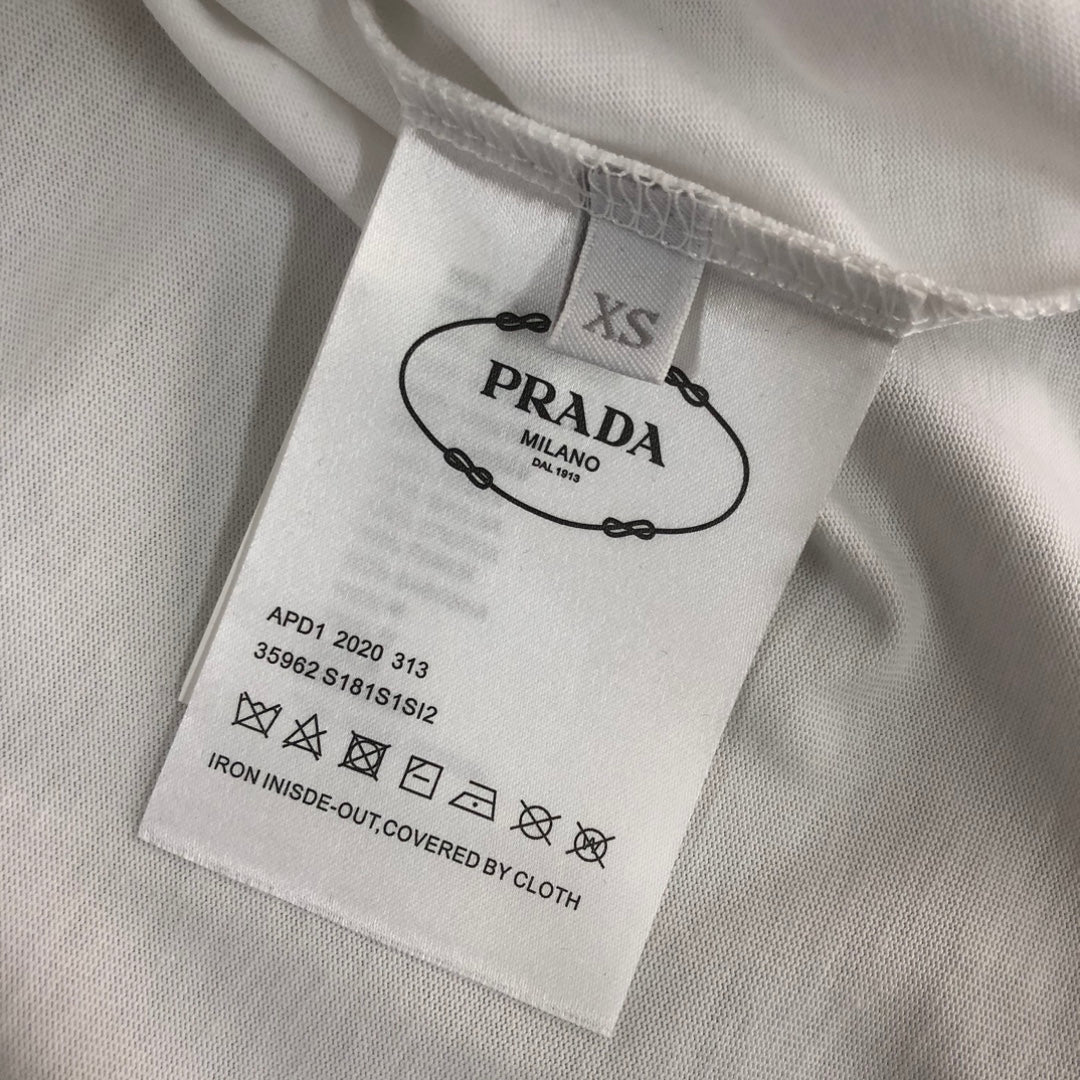 XS
PRADA
MILANO
DAL 1913
APD1 2020 313
35962 S181S1SI2
IRON INISDE-OUT,COVERED BY CLOTH